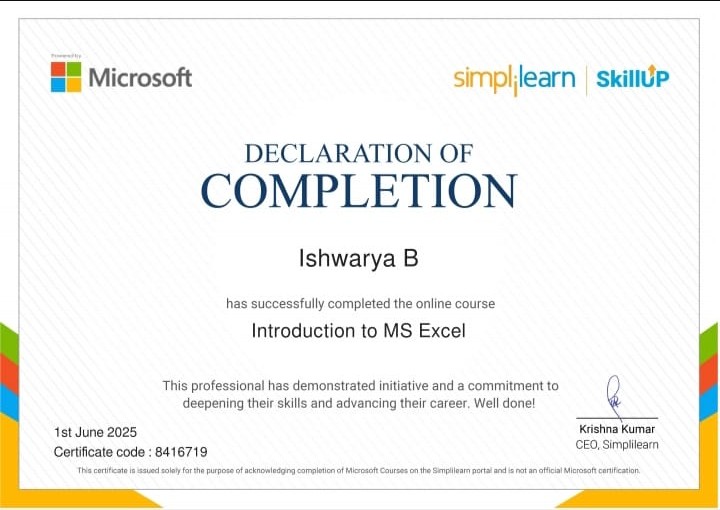 Powered by
Microsoft
simplilearn | SkillUP
DECLARATION OF
COMPLETION
Ishwarya B
has successfully completed the online course
Introduction to MS Excel
This professional has demonstrated initiative and a commitment to
deepening their skills and advancing their career. Well done!
1st June 2025
Certificate code : 8416719
Krishna Kumar
CEO, Simplilearn
This certificate is issued solely for the purpose of acknowledging completion of Microsoft Courses on the Simplilearn portal and is not an official Microsoft certification.